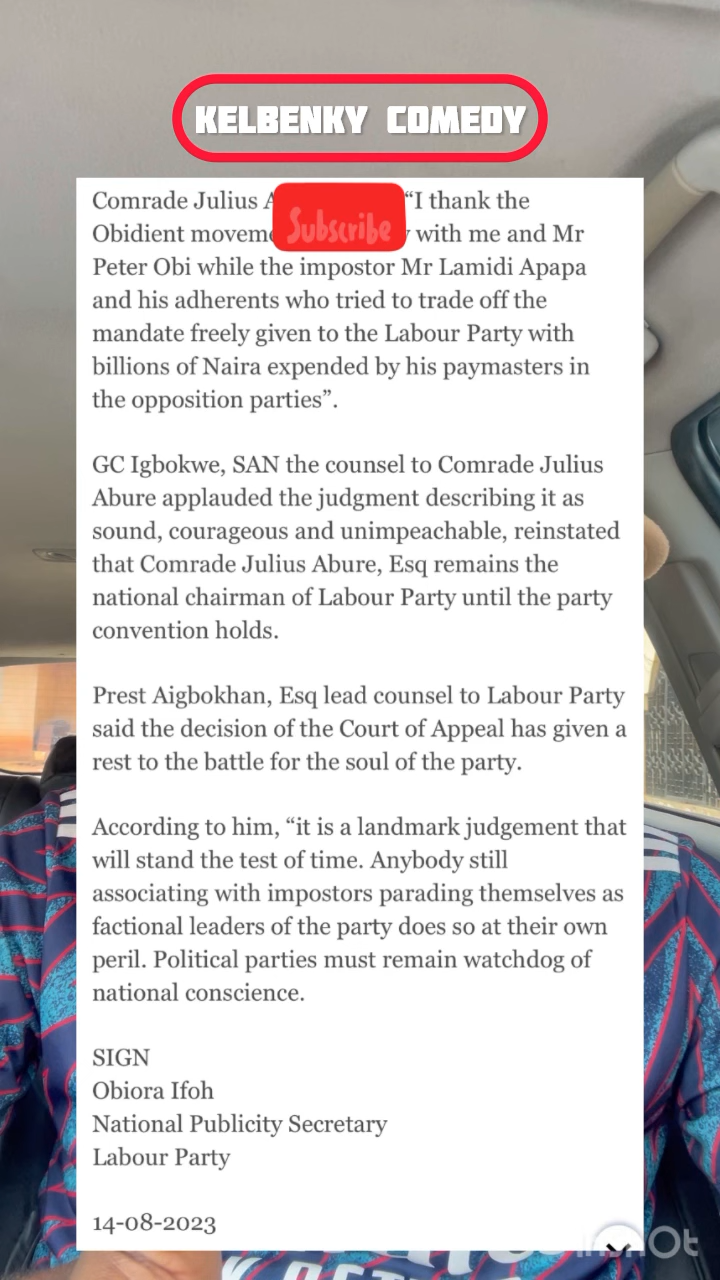 KELBENKY COMEDY
Comrade Julius “I thank the
Subscribe
Obidient with me and Mr
Peter Obi while the impostor Mr Lamidi Apapa
and his adherents who tried to trade off the
mandate freely given to the Labour Party with
billions of Naira expended by his paymasters in
the opposition parties”.
GC Igbokwe, SAN the counsel to Comrade Julius
Abure applauded the judgment describing it as
sound, courageous and unimpeachable, reinstated
that Comrade Julius Abure, Esq remains the
national chairman of Labour Party until the party
convention holds.
Prest Aigbokhan, Esq lead counsel to Labour Party
said the decision of the Court of Appeal has given a
rest to the battle for the soul of the party.
According to him, “it is a landmark judgement that
will stand the test of time. Anybody still
associating with impostors parading themselves as
factional leaders of the party does so at their own
peril. Political parties must remain watchdog of
national conscience.
SIGN
Obiora Ifoh
National Publicity Secretary
Labour Party
14-08-2023